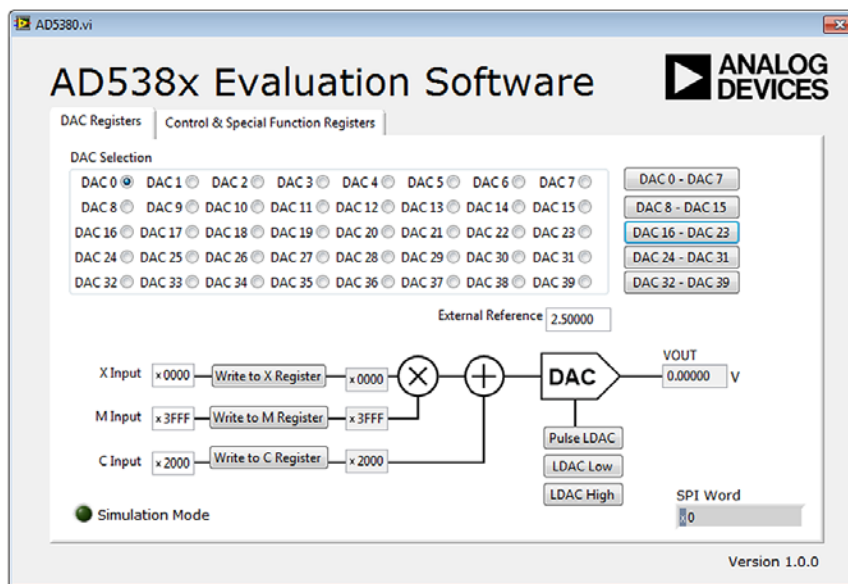 AD5380.vi
AD538x Evaluation Software
ANALOG
DEVICES
DAC Registers
Control & Special Function Registers
DAC Selection
DAC 0 DAC 1 DAC 2 DAC 3 DAC 4 DAC 5 DAC 6 DAC 7
DAC 0 - DAC 7
DAC 8 DAC 9 DAC 10 DAC 11 DAC 12 DAC 13 DAC 14 DAC 15
DAC 8 - DAC 15
DAC 16 DAC 17 DAC 18 DAC 19 DAC 20 DAC 21 DAC 22 DAC 23
DAC 16 - DAC 23
DAC 24 DAC 25 DAC 26 DAC 27 DAC 28 DAC 29 DAC 30 DAC 31
DAC 24 - DAC 31
DAC 32 DAC 33 DAC 34 DAC 35 DAC 36 DAC 37 DAC 38 DAC 39
DAC 32 - DAC 39
External Reference 2.50000
VOUT
X Input x 0000 Write to X Register x 0000 DAC 0.00000 V
M Input x 3FFF Write to M Register x 3FFF
Pulse LDAC
C Input x 2000 Write to C Register x 2000
LDAC Low
LDAC High
SPI Word
Simulation Mode
x 0
Version 1.0.0